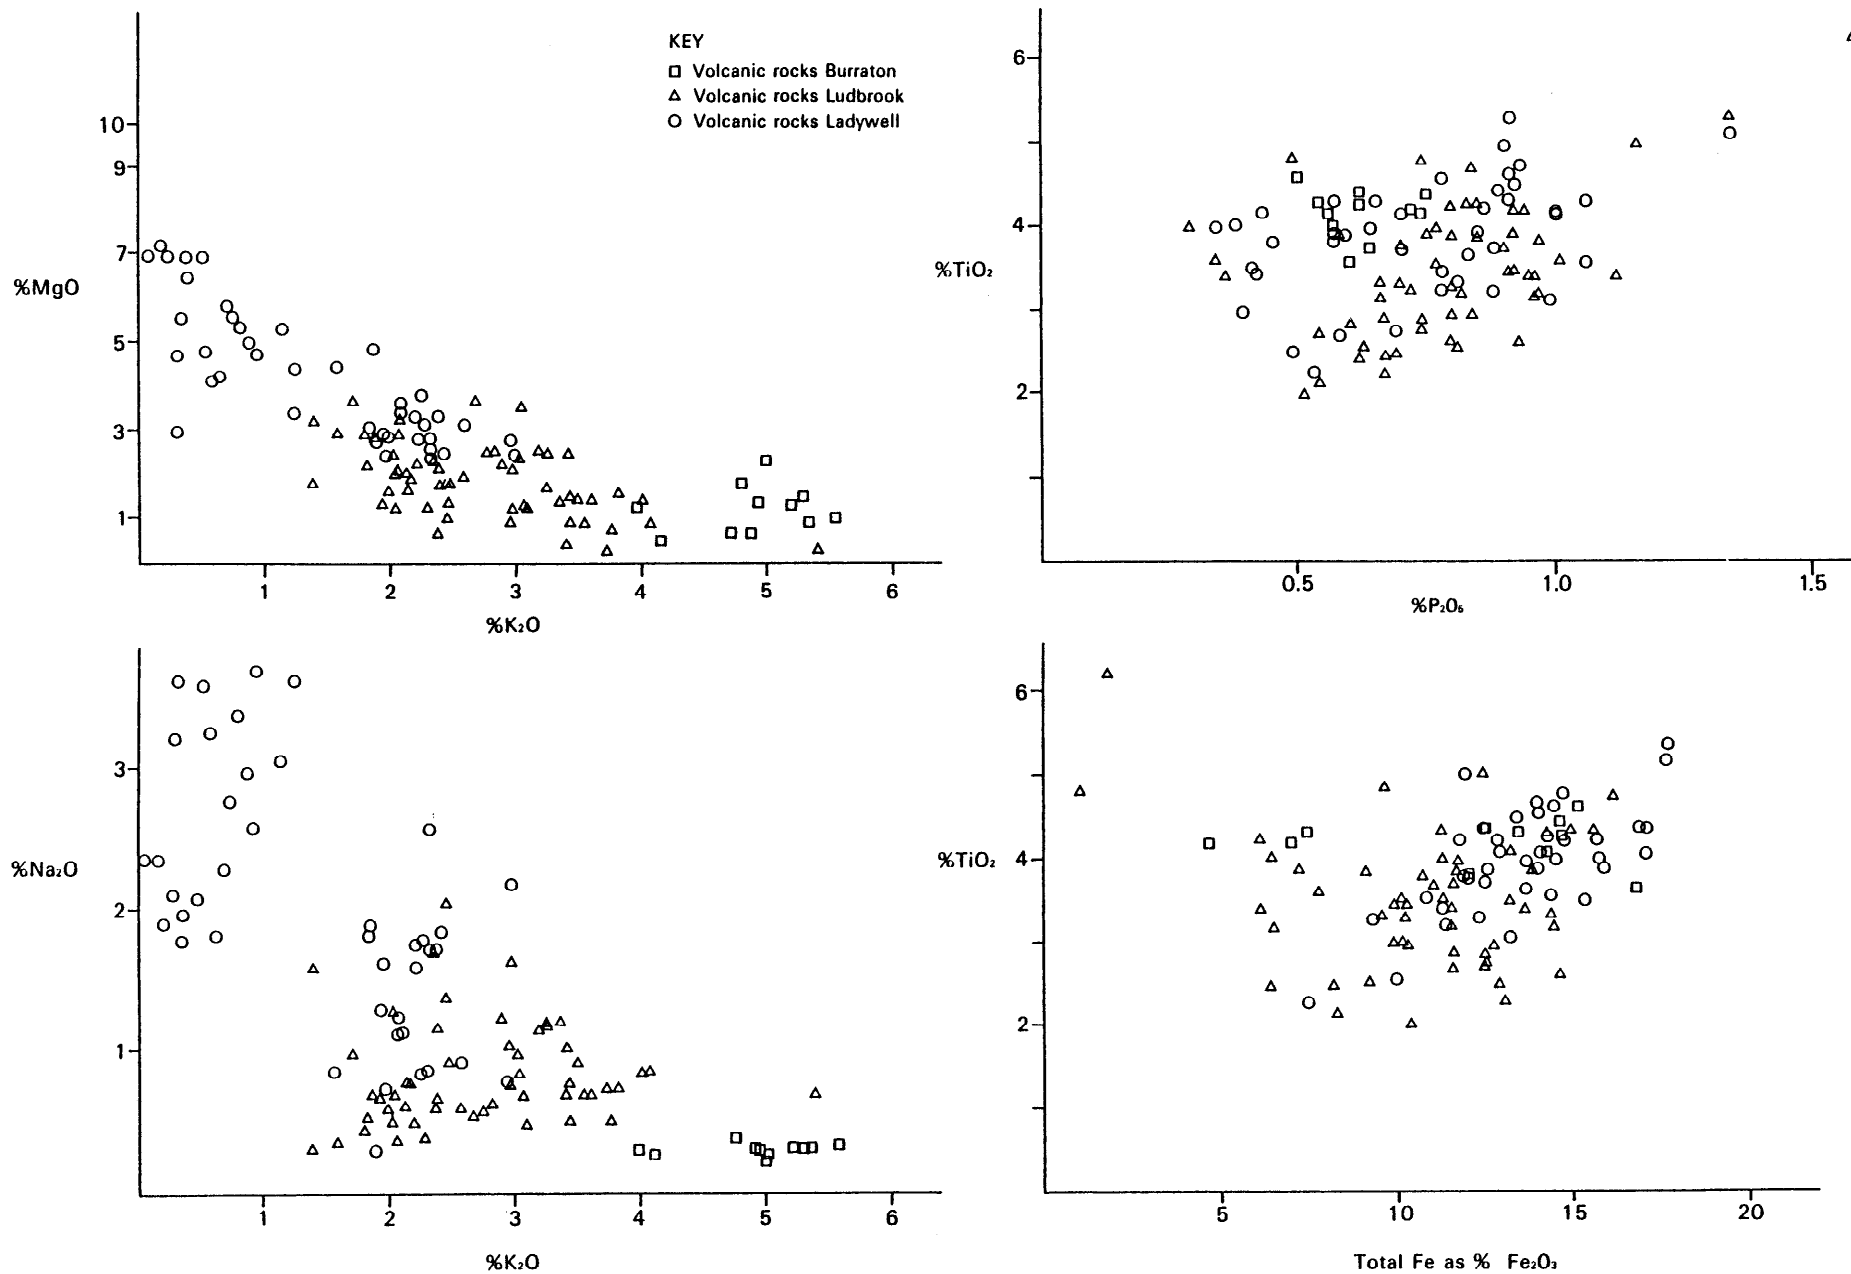 KEY
□ Volcanic rocks Burraton
△ Volcanic rocks Ludbrook
○ Volcanic rocks Ladywell
10
9
7
%MgO
5
3
1
1 2 3 4 5 6
%K₂O
6
%TiO₂
4
2
0.5 1.0 1.5
%P₂O₅
3
%Na₂O
2
1
1 2 3 4 5 6
%K₂O
6
%TiO₂
4
2
5 10 15 20
Total Fe as % Fe₂O₃